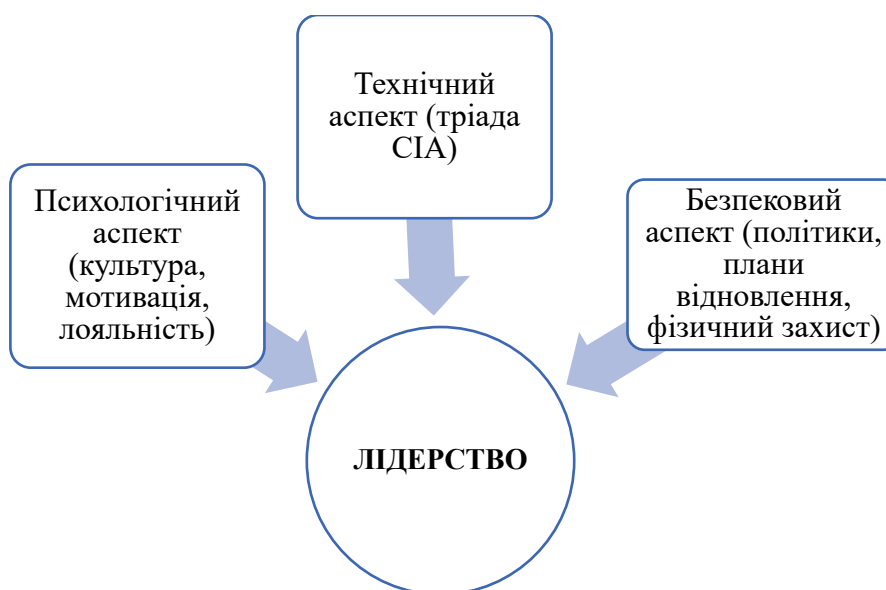 Технічний
аспект (тріада
CIA)
Психологічний
аспект
(культура,
мотивація,
лояльність)
Безпековий
аспект (політики,
плани
відновлення,
фізичний захист)
ЛІДЕРСТВО